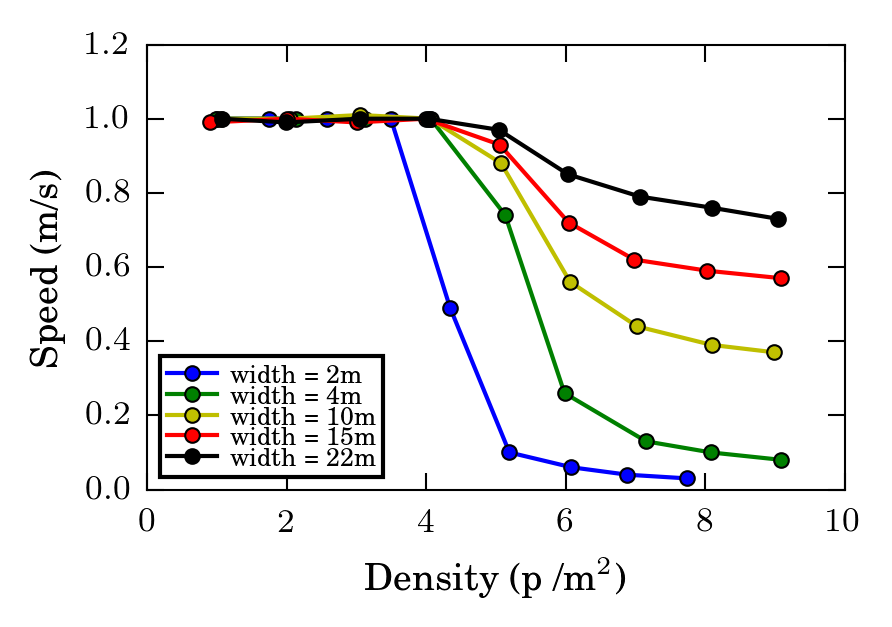 1.2
1.0
0.8
0.6
0.4
0.2
0.0
Speed (m/s)
width = 2m
width = 4m
width = 10m
width = 15m
width = 22m
0 2 4 6 8 10
Density (p /m²)